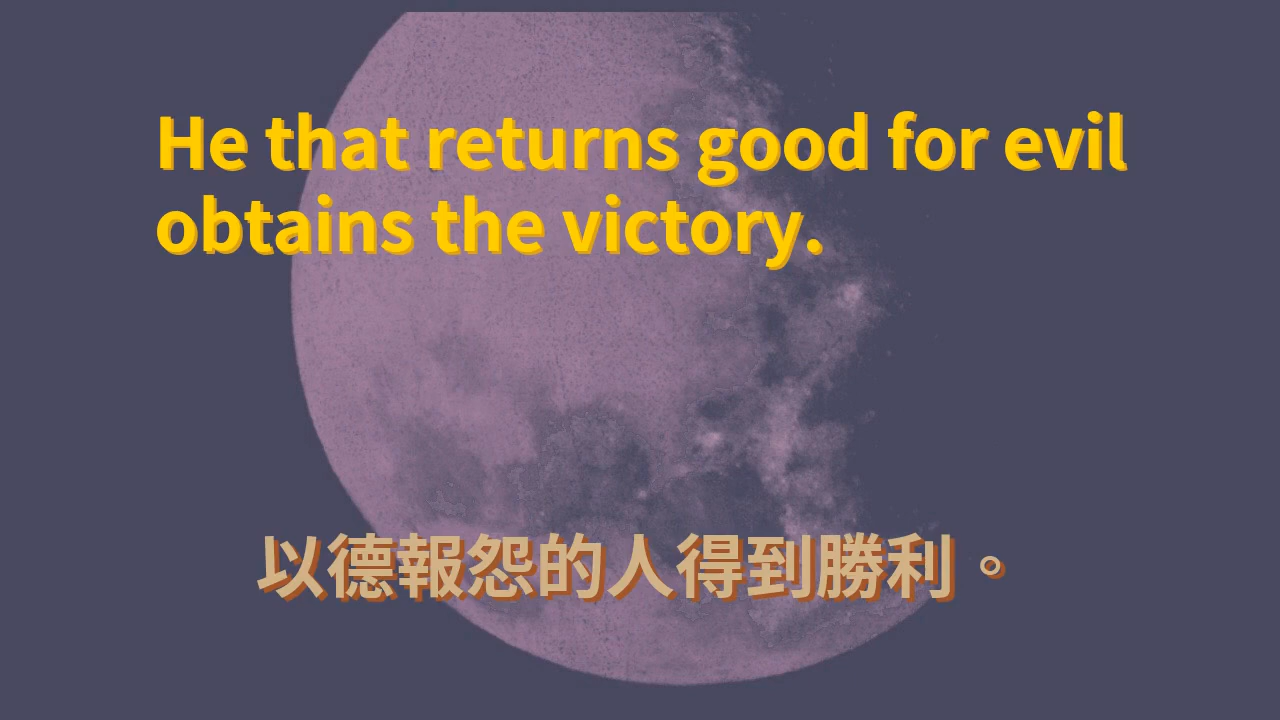 He that returns good for evil
obtains the victory.
以德報怨的人得到勝利。